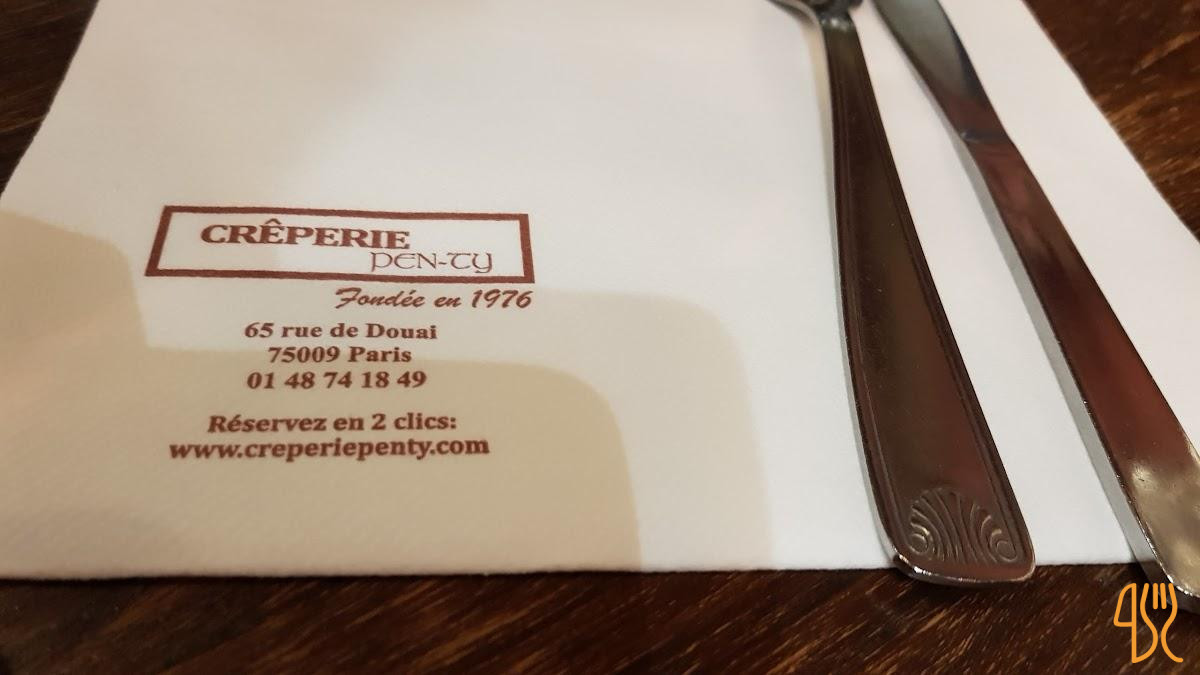 CRÊPERIE
PEN-TY
Fondée en 1976
65 rue de Douai
75009 Paris
01 48 74 18 49
Réservez en 2 clics:
www.creperiepenty.com